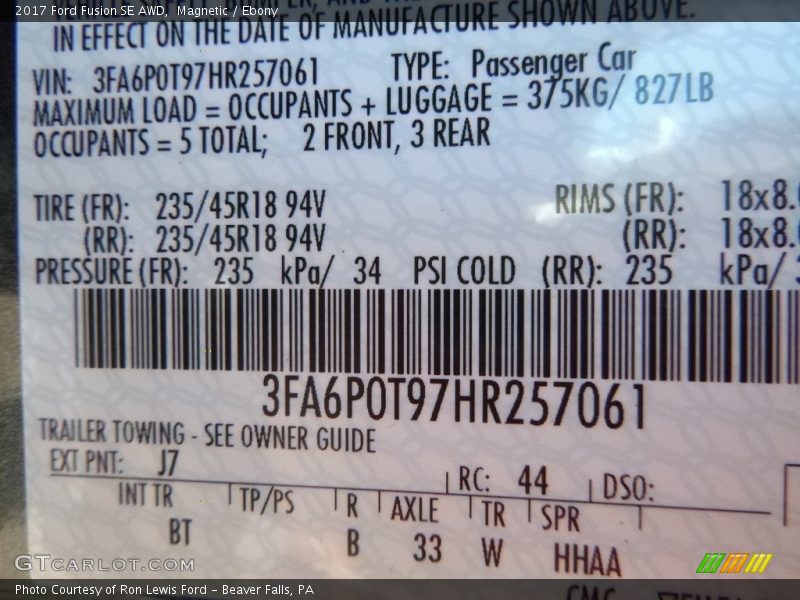 2017 Ford Fusion SE AWD, Magnetic / Ebony
IN EFFECT ON THE DATE OF MANUFACTURE SHOWN ABOVE.
VIN: 3FA6P0T97HR257061 TYPE: Passenger Car
MAXIMUM LOAD = OCCUPANTS + LUGGAGE = 375KG/ 827LB
OCCUPANTS = 5 TOTAL; 2 FRONT, 3 REAR
TIRE (FR): 235/45R18 94V RIMS (FR): 18x8.
(RR): 235/45R18 94V (RR): 18x8.
PRESSURE (FR): 235 kPa/ 34 PSI COLD (RR): 235 kPa/
3FA6P0T97HR257061
TRAILER TOWING - SEE OWNER GUIDE
EXT PNT: J7 RC: 44 DSO:
INT TR TP/PS R AXLE TR SPR
BT B 33 W HHAA
GTCARLOT.COM
Photo Courtesy of Ron Lewis Ford - Beaver Falls, PA